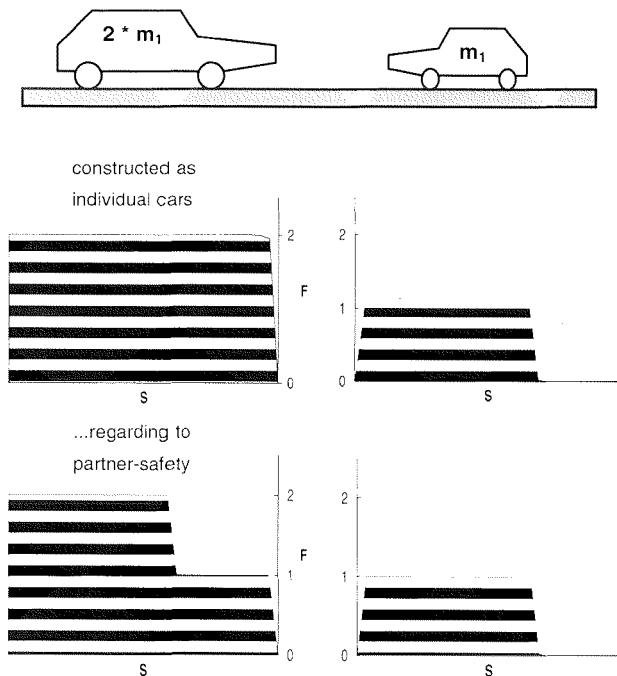 2 * m₁
m₁
constructed as
individual cars
2
F
1
0
S
2
1
0
S
...regarding to
partner-safety
2
F
1
0
S
2
1
0
S